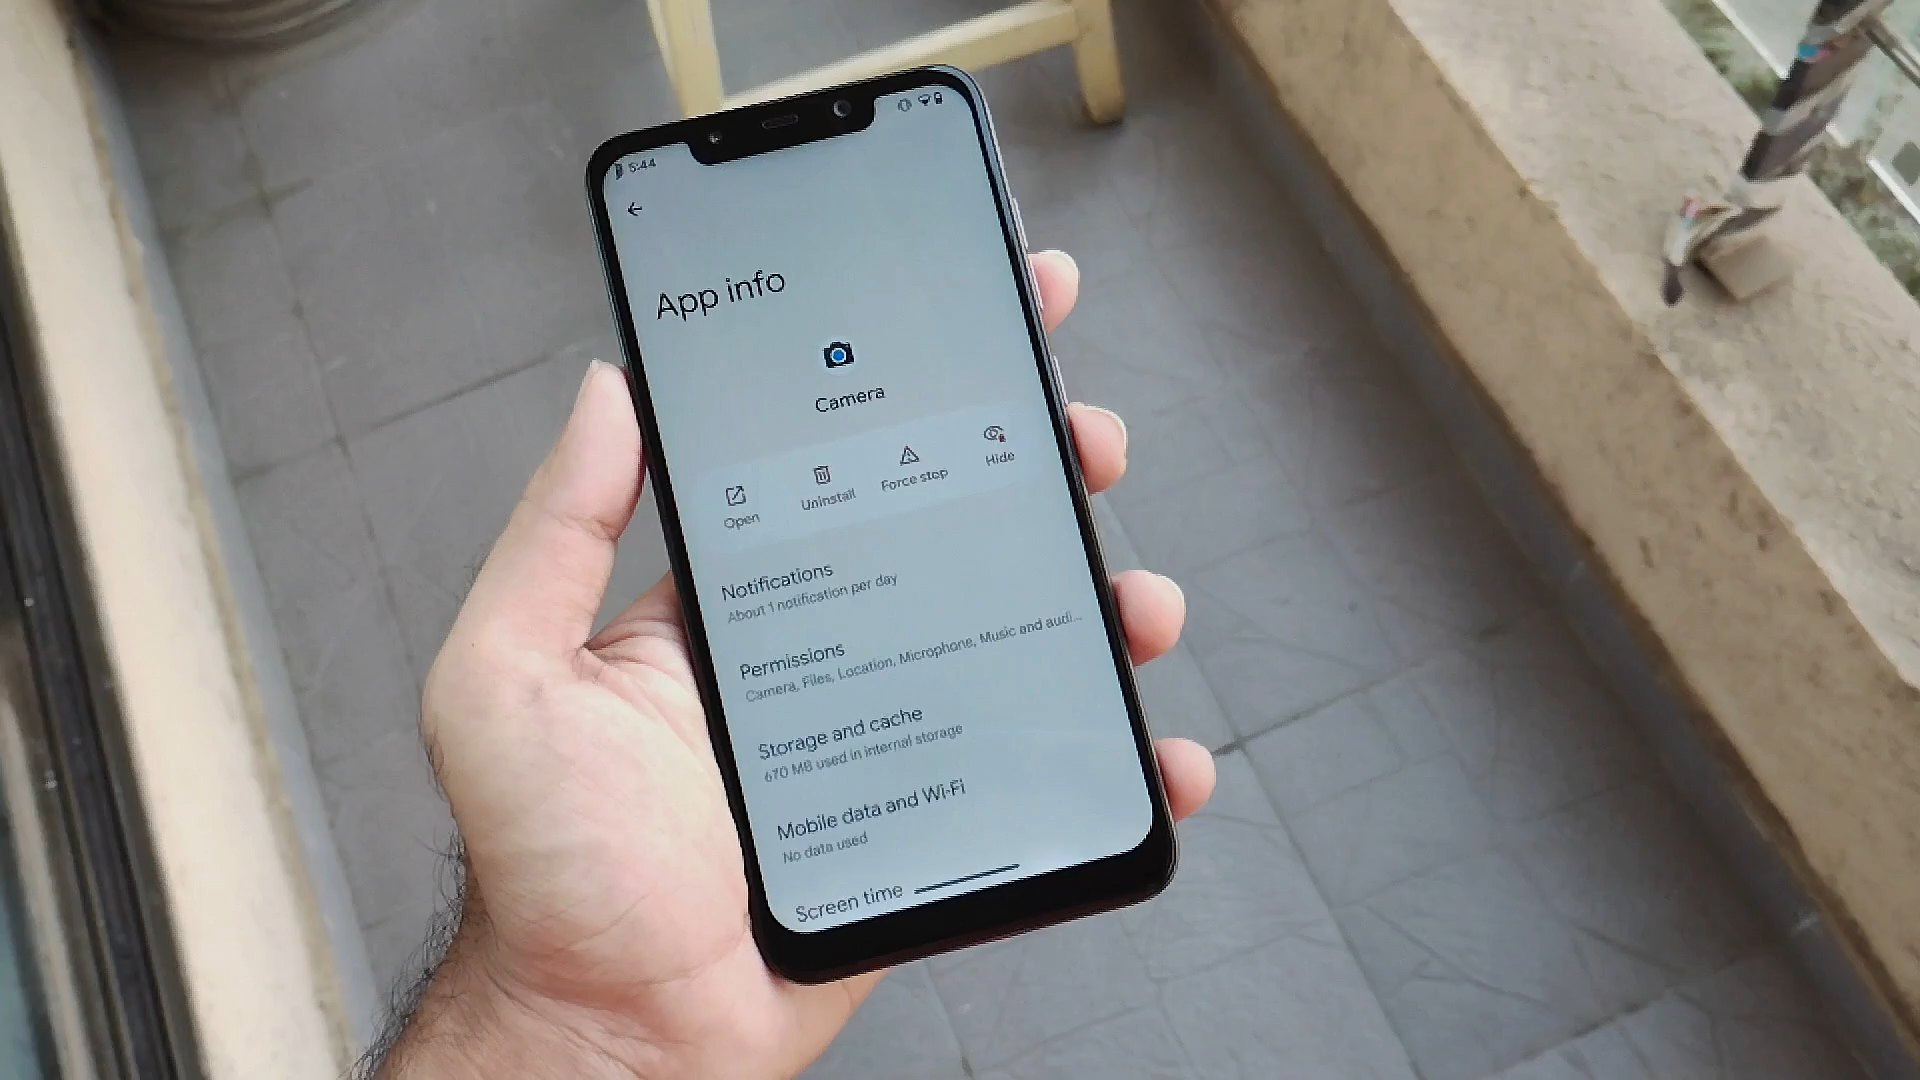 5:44
App info
Camera
Open
Uninstall
Force stop
Hide
Notifications
About 1 notification per day
Permissions
Camera, Files, Location, Microphone, Music and audi...
Storage and cache
670 MB used in internal storage
Mobile data and Wi-Fi
No data used
Screen time